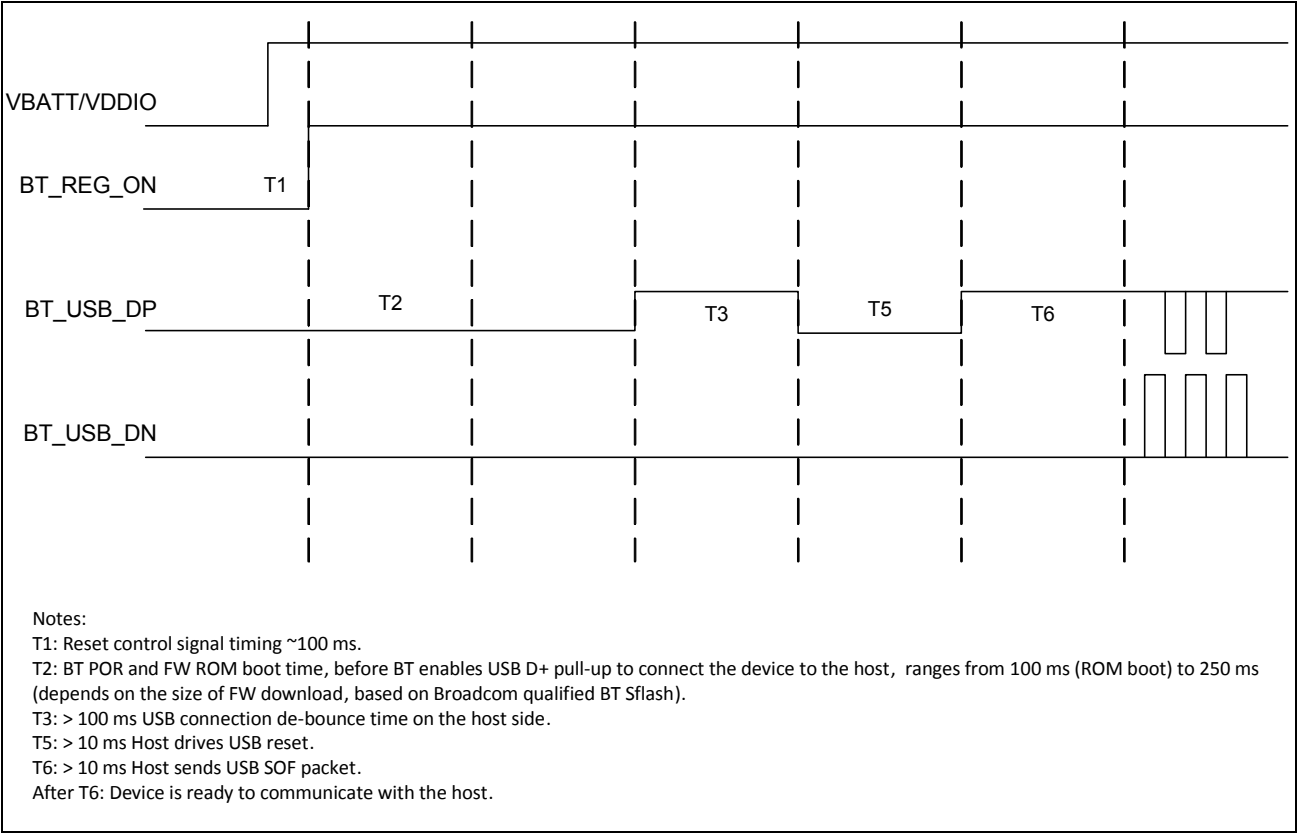 VBATT/VDDIO
BT_REG_ON
T1
BT_USB_DP
T2
T3
T5
T6
BT_USB_DN
Notes:
T1: Reset control signal timing ~100 ms.
T2: BT POR and FW ROM boot time, before BT enables USB D+ pull-up to connect the device to the host, ranges from 100 ms (ROM boot) to 250 ms
(depends on the size of FW download, based on Broadcom qualified BT Sflash).
T3: > 100 ms USB connection de-bounce time on the host side.
T5: > 10 ms Host drives USB reset.
T6: > 10 ms Host sends USB SOF packet.
After T6: Device is ready to communicate with the host.